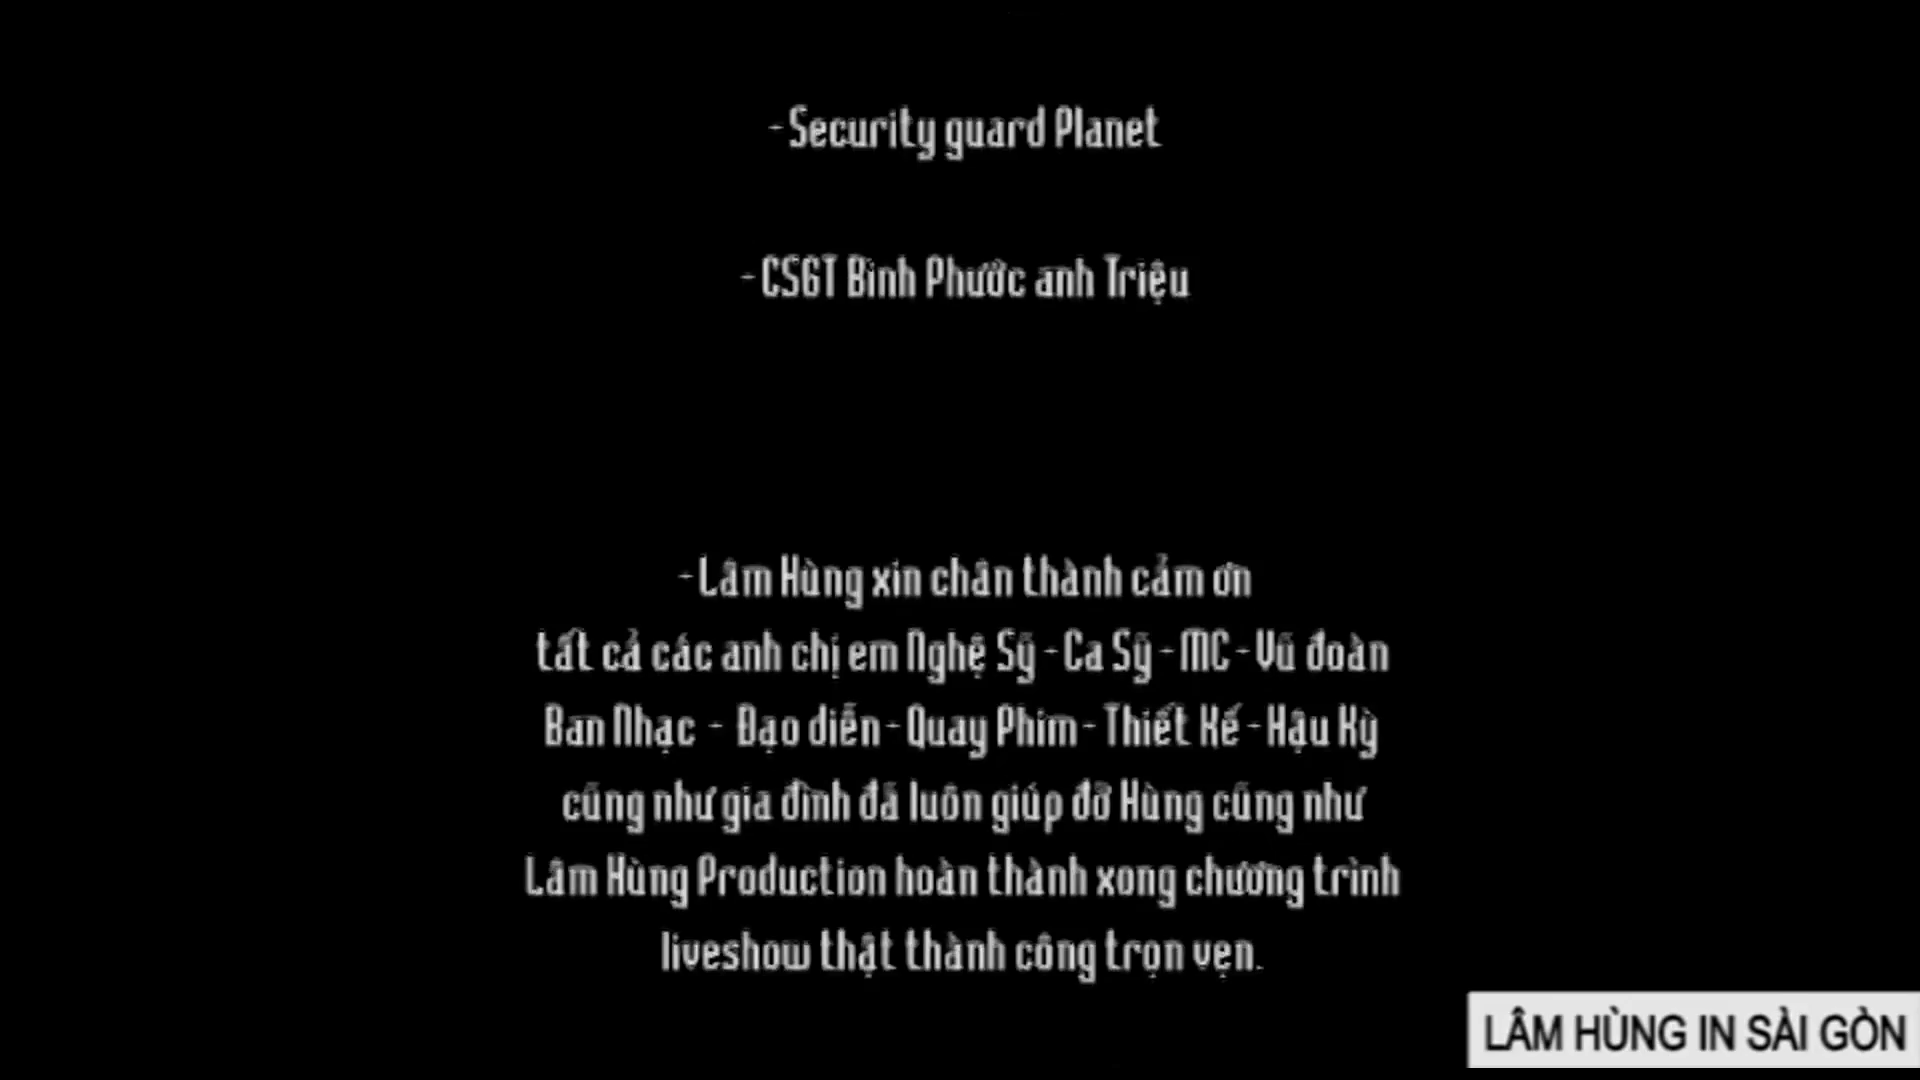 -Security guard Planet
-CSGT Bình Phước anh Triệu
-Lâm Hùng xin chân thành cảm ơn
tất cả các anh chị em Nghệ Sỹ -Ca Sỹ -MC-Vũ đoàn
Ban Nhạc - Đạo diễn-Quay Phim-Thiết Kế-Hậu Kỳ
cũng như gia đình đã luôn giúp đỡ Hùng cũng như
Lâm Hùng Production hoàn thành xong chương trình
liveshow thật thành công trọn vẹn.
LÂM HÙNG IN SÀI GÒN